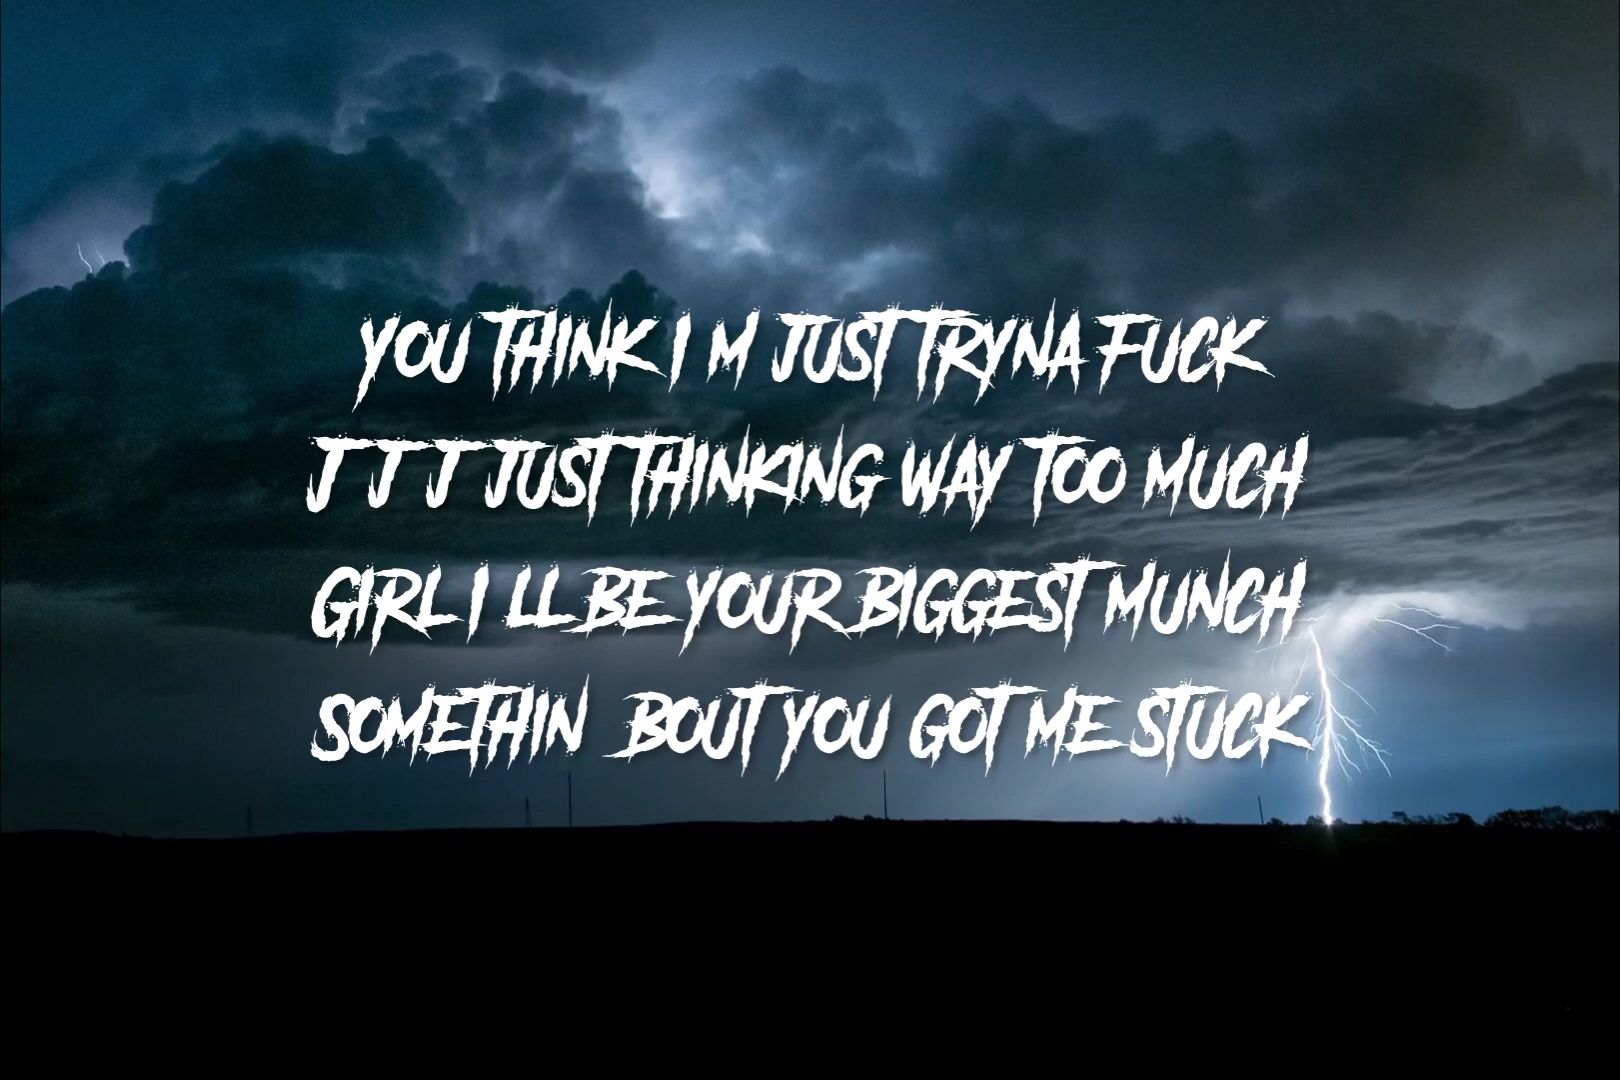 YOU THINK I M JUST TRYNA FUCK
J J J JUST THINKING WAY TOO MUCH
GIRL I LL BE YOUR BIGGEST MUNCH
SOMETHIN BOUT YOU GOT ME STUCK